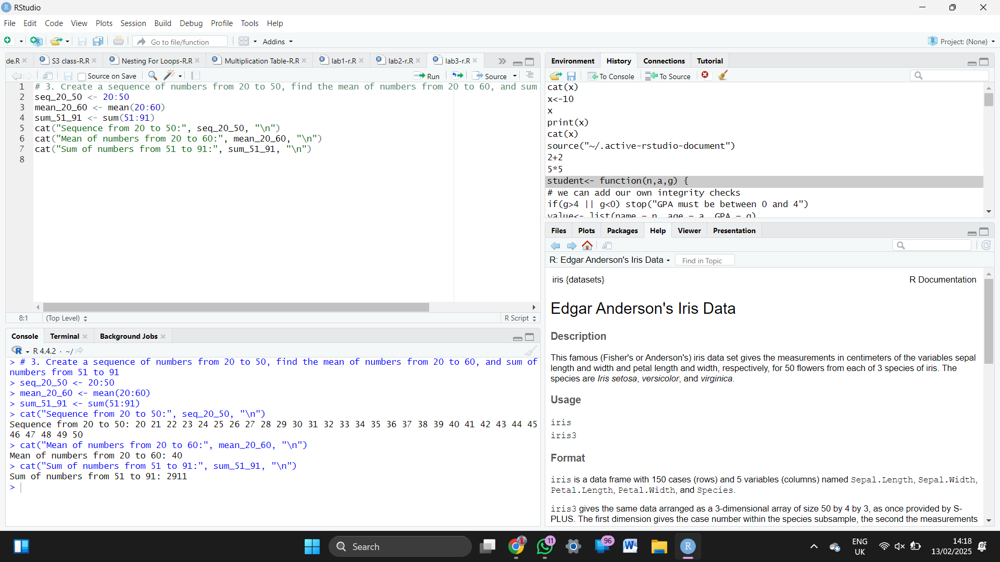 RStudio
File Edit Code View Plots Session Build Debug Profile Tools Help
Go to file/function Addins Project: (None)
de.R S3 class-R.R Nesting For Loops-R.R Multiplication Table-R.R lab1-r.R lab2-r.R lab3-r.R
Source on Save Run Source
1 # 3. Create a sequence of numbers from 20 to 50, find the mean of numbers from 20 to 60, and sum
2 seq_20_50 <- 20:50
3 mean_20_60 <- mean(20:60)
4 sum_51_91 <- sum(51:91)
5 cat("Sequence from 20 to 50:", seq_20_50, "\n")
6 cat("Mean of numbers from 20 to 60:", mean_20_60, "\n")
7 cat("Sum of numbers from 51 to 91:", sum_51_91, "\n")
8
8:1 (Top Level) R Script
Console Terminal Background Jobs
R 4.4.2 · ~/
> # 3. Create a sequence of numbers from 20 to 50, find the mean of numbers from 20 to 60, and sum of
numbers from 51 to 91
> seq_20_50 <- 20:50
> mean_20_60 <- mean(20:60)
> sum_51_91 <- sum(51:91)
> cat("Sequence from 20 to 50:", seq_20_50, "\n")
Sequence from 20 to 50: 20 21 22 23 24 25 26 27 28 29 30 31 32 33 34 35 36 37 38 39 40 41 42 43 44 45
46 47 48 49 50
> cat("Mean of numbers from 20 to 60:", mean_20_60, "\n")
Mean of numbers from 20 to 60: 40
> cat("Sum of numbers from 51 to 91:", sum_51_91, "\n")
Sum of numbers from 51 to 91: 2911
>
Environment History Connections Tutorial
To Console To Source
cat(x)
x<-10
x
print(x)
cat(x)
source("~/.active-rstudio-document")
2+2
5*5
student<- function(n,a,g) {
# we can add our own integrity checks
if(g>4 || g<0) stop("GPA must be between 0 and 4")
value<- list(name = n, age = a, GPA = g)
Files Plots Packages Help Viewer Presentation
R: Edgar Anderson's Iris Data Find in Topic
iris {datasets} R Documentation
Edgar Anderson's Iris Data
Description
This famous (Fisher's or Anderson's) iris data set gives the measurements in centimeters of the variables sepal
length and width and petal length and width, respectively, for 50 flowers from each of 3 species of iris. The
species are Iris setosa, versicolor, and virginica.
Usage
iris
iris3
Format
iris is a data frame with 150 cases (rows) and 5 variables (columns) named Sepal.Length, Sepal.Width,
Petal.Length, Petal.Width, and Species.
iris3 gives the same data arranged as a 3-dimensional array of size 50 by 4 by 3, as once provided by S-
PLUS. The first dimension gives the case number within the species subsample, the second the measurements
Search 11 96 ENG 14:18
UK 13/02/2025